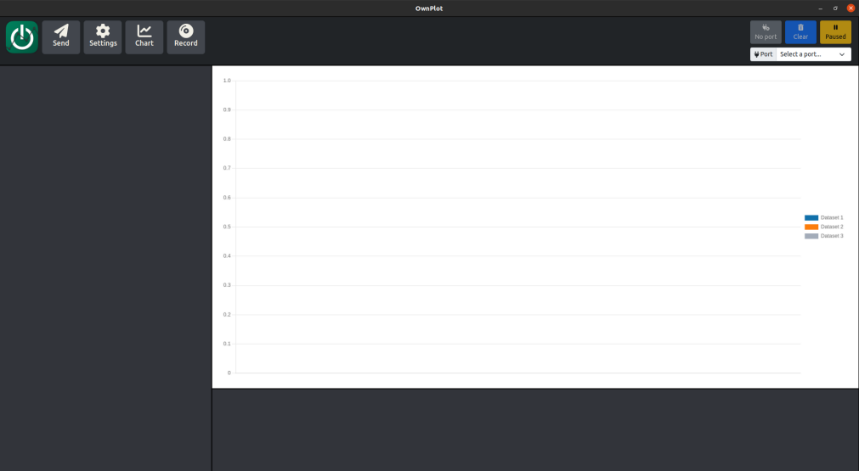 OwnPlot
Send
Settings
Chart
Record
No port
Clear
Paused
Port
Select a port...
1.0
0.9
0.8
0.7
0.6
0.5
0.4
0.3
0.2
0.1
0
Dataset 1
Dataset 2
Dataset 3